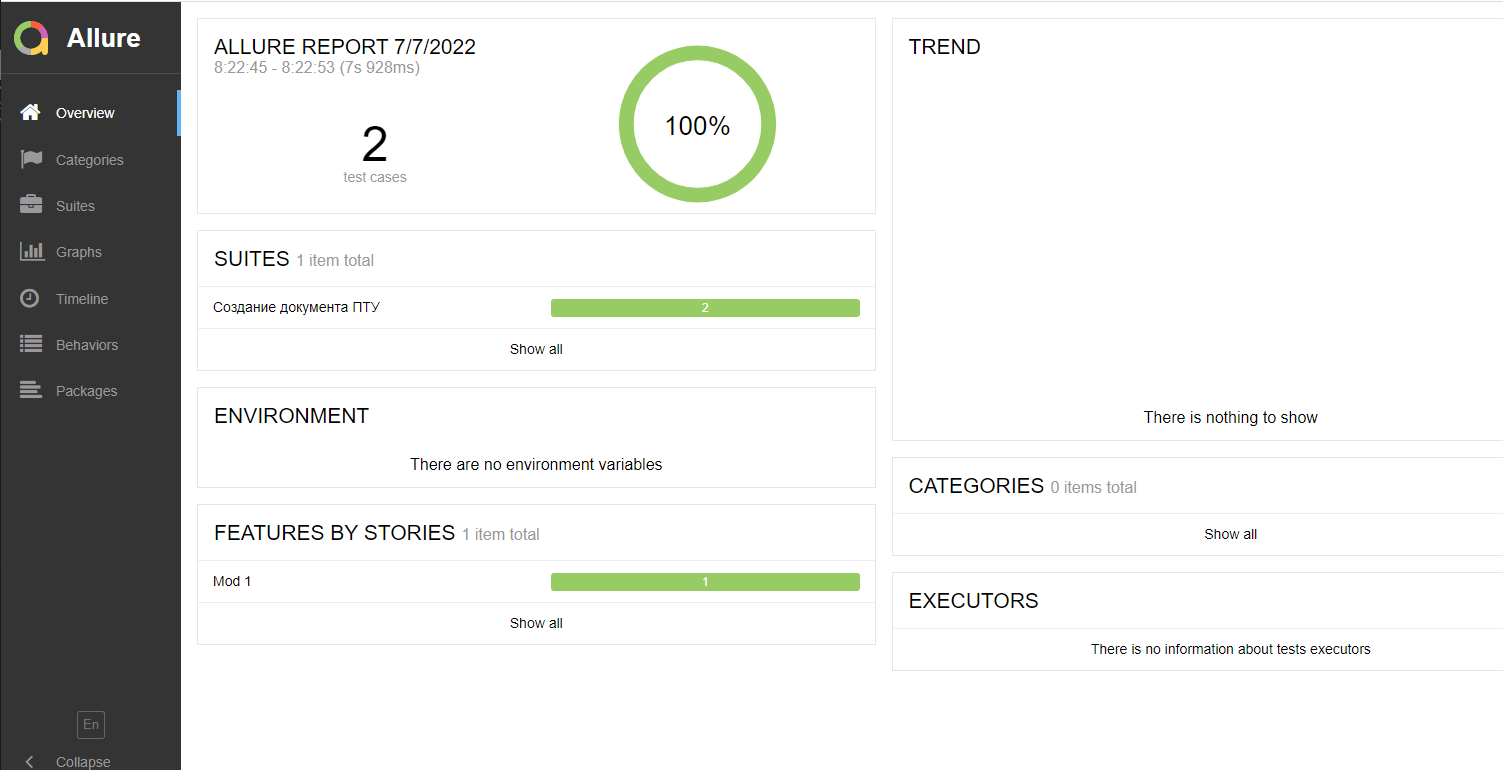 Allure
Overview
Categories
Suites
Graphs
Timeline
Behaviors
Packages
En
Collapse
ALLURE REPORT 7/7/2022
8:22:45 - 8:22:53 (7s 928ms)
2
test cases
100%
SUITES 1 item total
Создание документа ПТУ 2
Show all
ENVIRONMENT
There are no environment variables
FEATURES BY STORIES 1 item total
Mod 1 1
Show all
TREND
There is nothing to show
CATEGORIES 0 items total
Show all
EXECUTORS
There is no information about tests executors